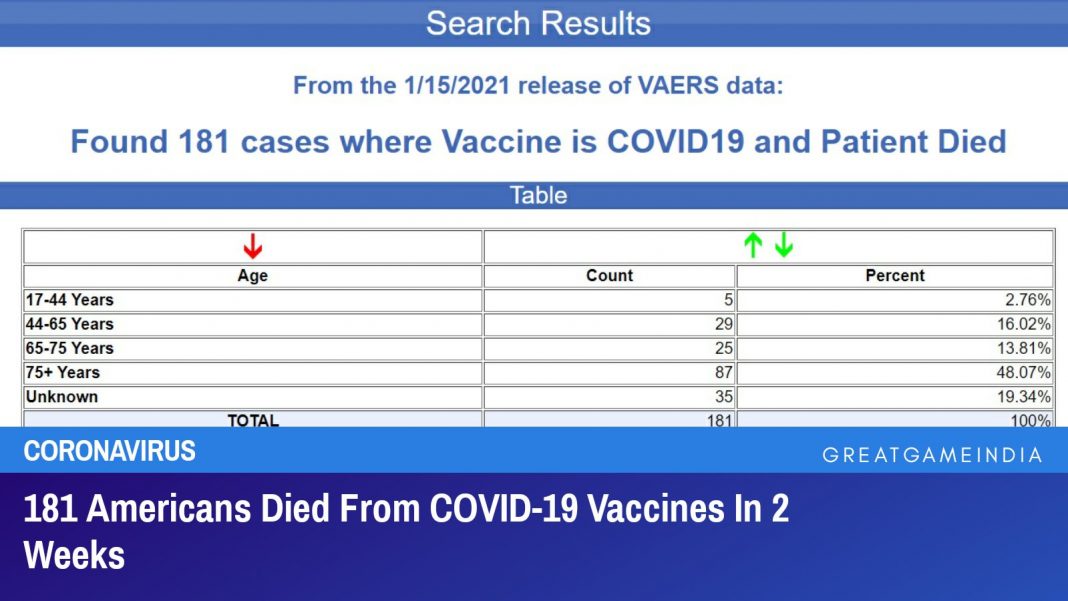 Search Results
From the 1/15/2021 release of VAERS data:
Found 181 cases where Vaccine is COVID19 and Patient Died
Table
Age Count Percent
17-44 Years 5 2.76%
44-65 Years 29 16.02%
65-75 Years 25 13.81%
75+ Years 87 48.07%
Unknown 35 19.34%
TOTAL 181 100%
CORONAVIRUS
GREATGAMEINDIA
181 Americans Died From COVID-19 Vaccines In 2
Weeks